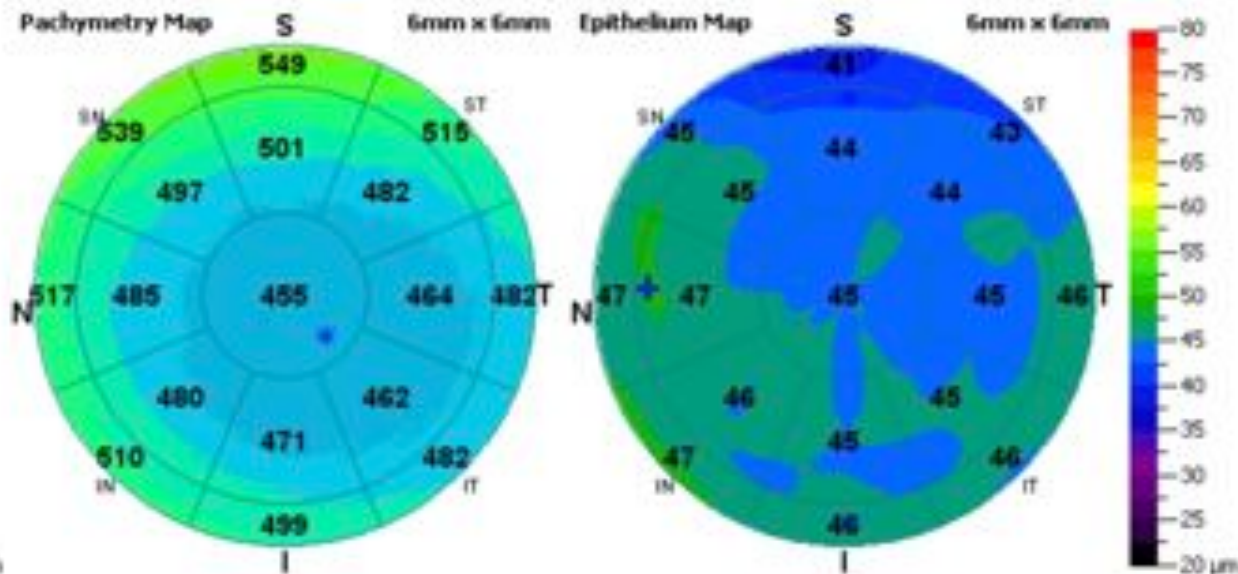 Pachymetry Map S 6mm x 6mm
549
SN 539 ST 515
501
497 482
N 517 485 455 464 482 T
480 462
471
510 482
IN IT
499
I
Epithelium Map S 6mm x 6mm
41
SN 45 ST 43
44
45 44
N 47 47 45 45 46 T
46 45
45
47 46
IN IT
46
I
80
75
70
65
60
55
50
45
40
35
30
25
20 µm